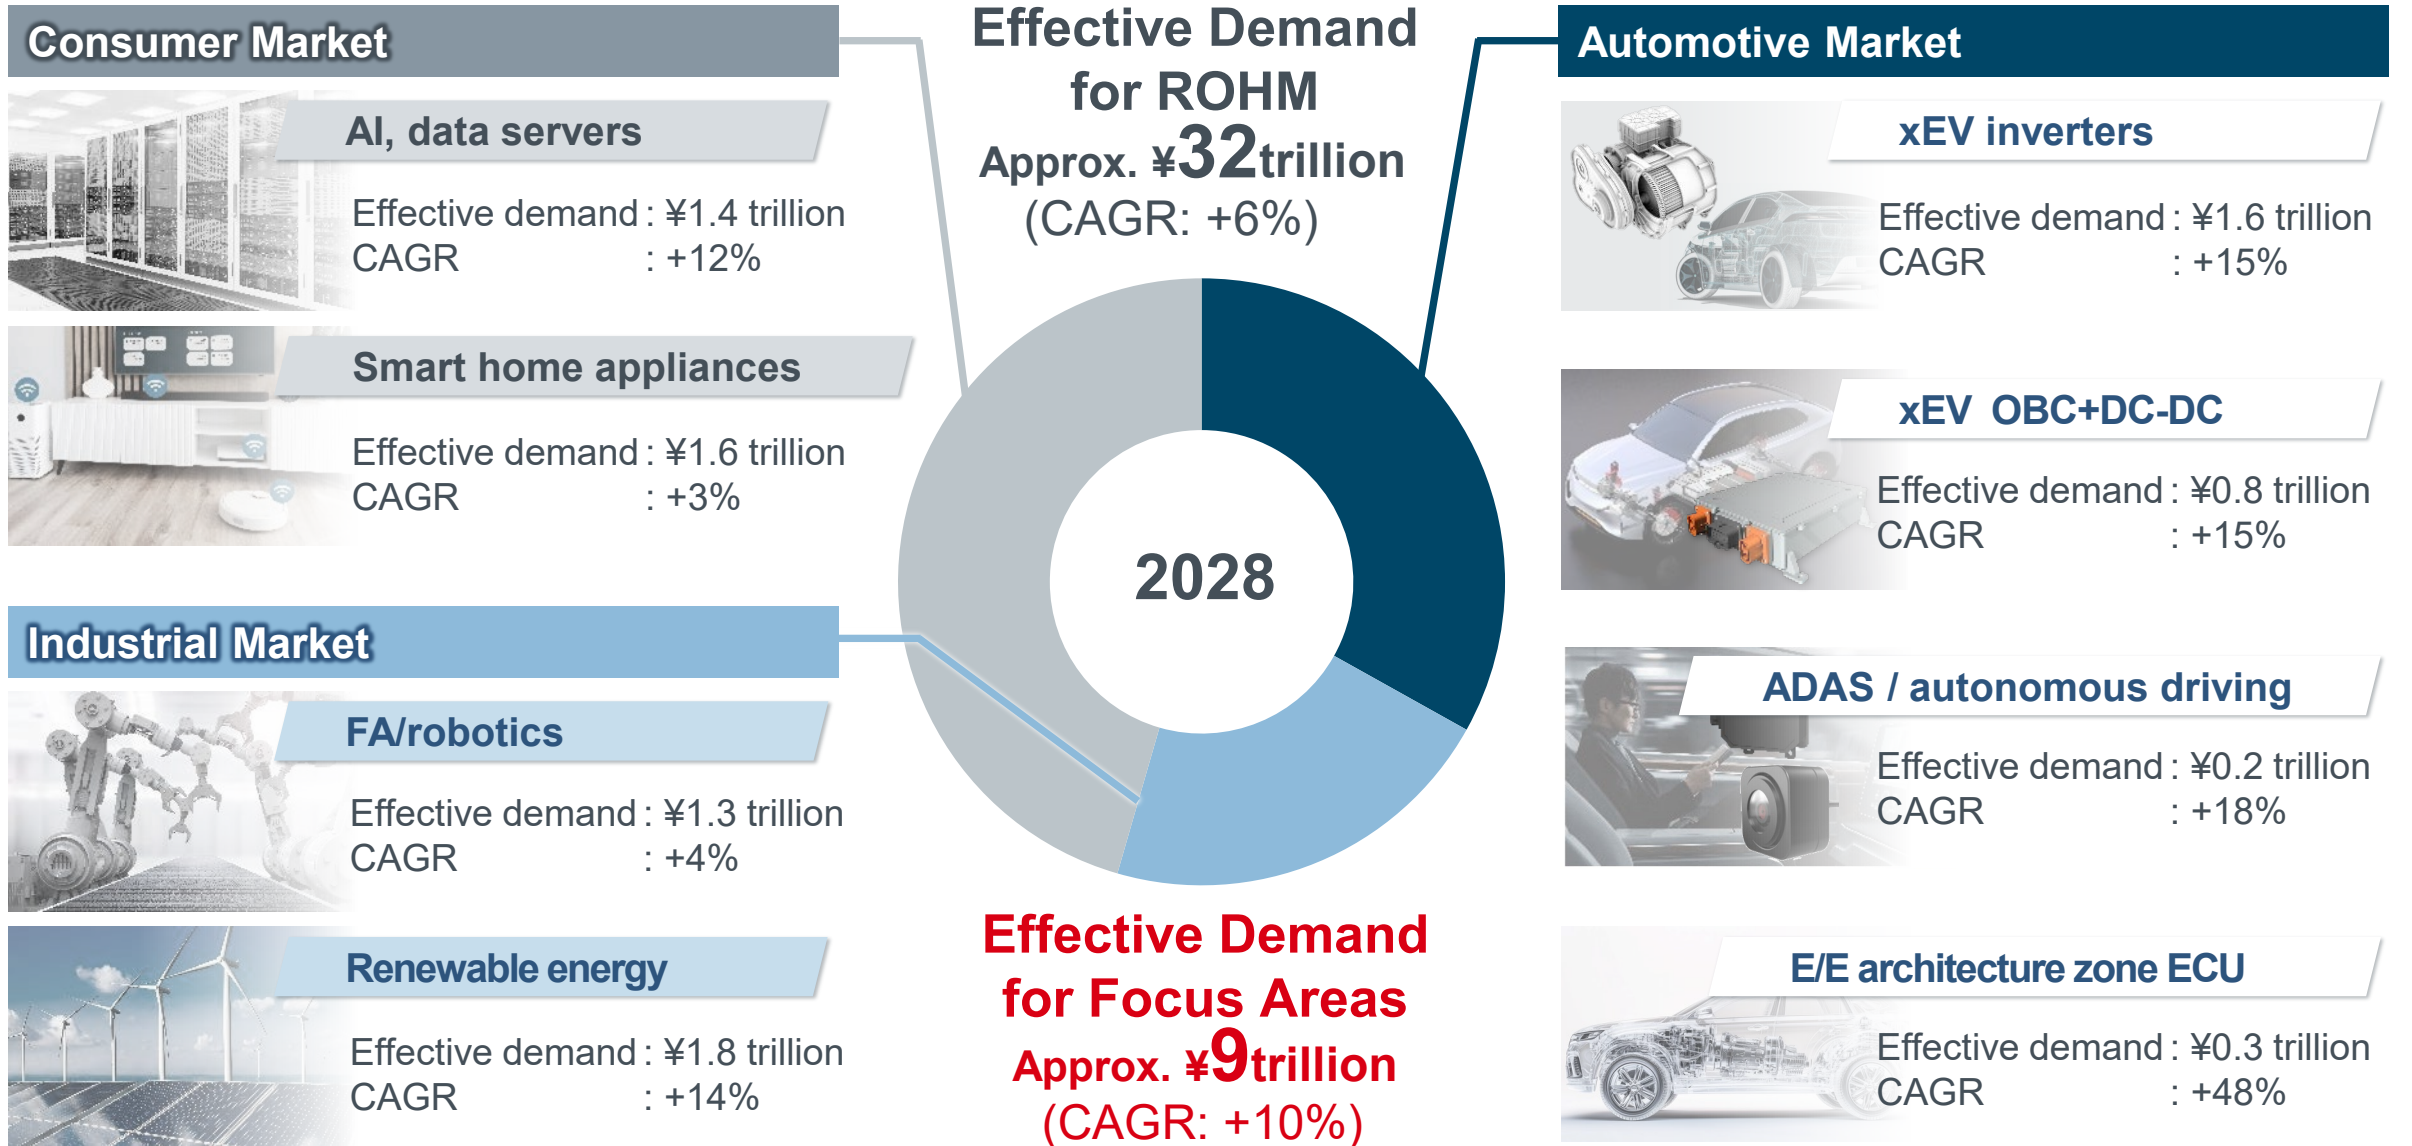 Consumer Market
AI, data servers
Effective demand : ¥1.4 trillion
CAGR : +12%
Smart home appliances
Effective demand : ¥1.6 trillion
CAGR : +3%
Industrial Market
FA/robotics
Effective demand : ¥1.3 trillion
CAGR : +4%
Renewable energy
Effective demand : ¥1.8 trillion
CAGR : +14%
Effective Demand
for ROHM
Approx. ¥32trillion
(CAGR: +6%)
2028
Effective Demand
for Focus Areas
Approx. ¥9trillion
(CAGR: +10%)
Automotive Market
xEV inverters
Effective demand : ¥1.6 trillion
CAGR : +15%
xEV OBC+DC-DC
Effective demand : ¥0.8 trillion
CAGR : +15%
ADAS / autonomous driving
Effective demand : ¥0.2 trillion
CAGR : +18%
E/E architecture zone ECU
Effective demand : ¥0.3 trillion
CAGR : +48%